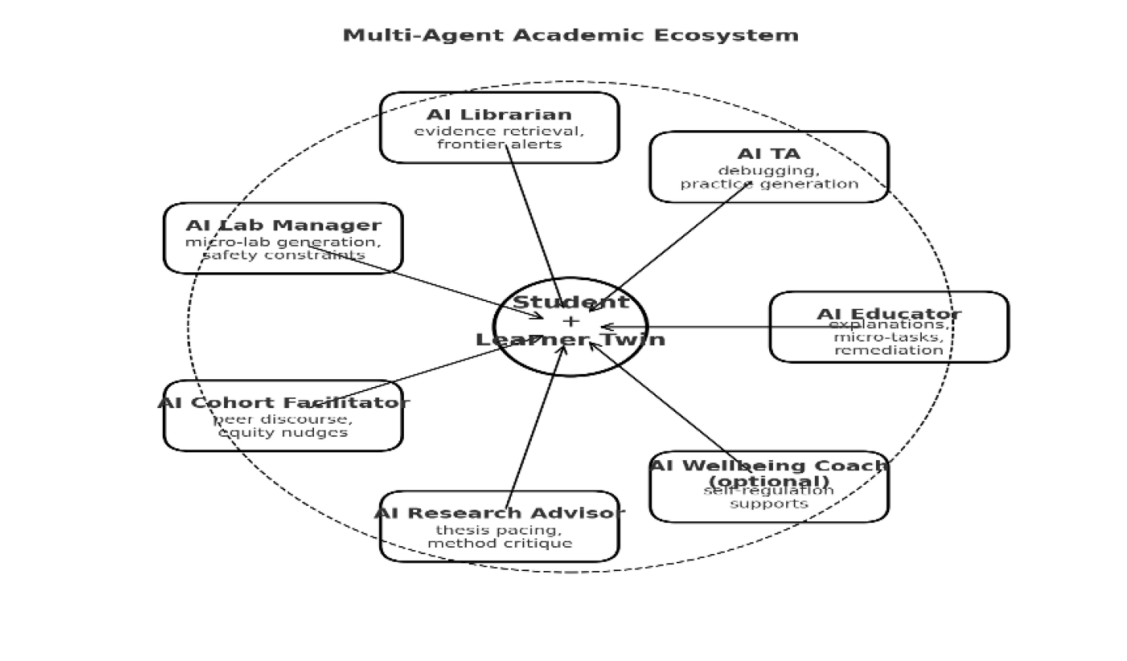 Multi-Agent Academic Ecosystem
AI Librarian
evidence retrieval,
frontier alerts
AI TA
debugging,
practice generation
AI Lab Manager
micro-lab generation,
safety constraints
Student
+
Learner Twin
AI Educator
explanations,
micro-tasks,
remediation
AI Cohort Facilitator
peer discourse,
equity nudges
AI Wellbeing Coach
(optional)
self-regulation
supports
AI Research Advisor
thesis pacing,
method critique